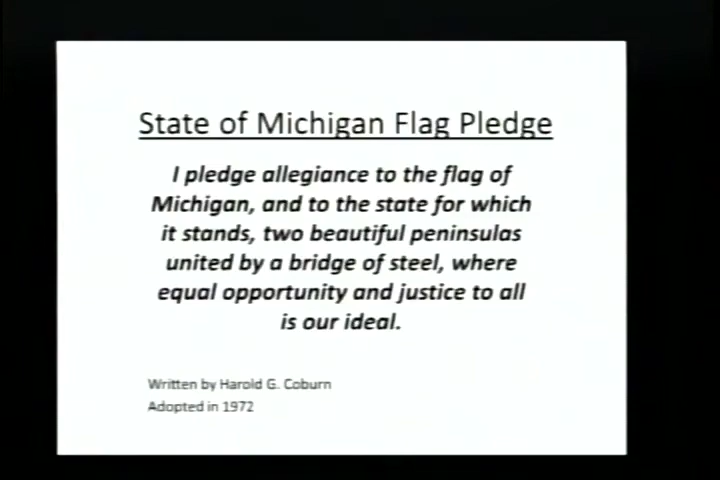 State of Michigan Flag Pledge
I pledge allegiance to the flag of
Michigan, and to the state for which
it stands, two beautiful peninsulas
united by a bridge of steel, where
equal opportunity and justice to all
is our ideal.
Written by Harold G. Coburn
Adopted in 1972